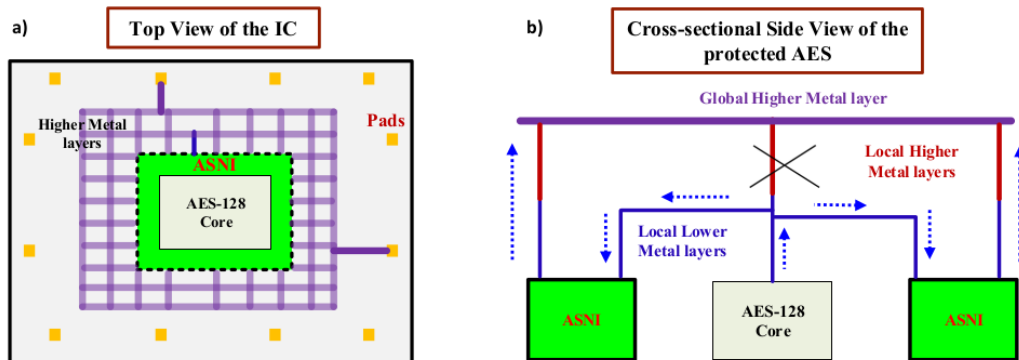 a)
Top View of the IC
Higher Metal
layers
Pads
ASNI
AES-128
Core
b)
Cross-sectional Side View of the
protected AES
Global Higher Metal layer
Local Higher
Metal layers
Local Lower
Metal layers
ASNI
AES-128
Core
ASNI